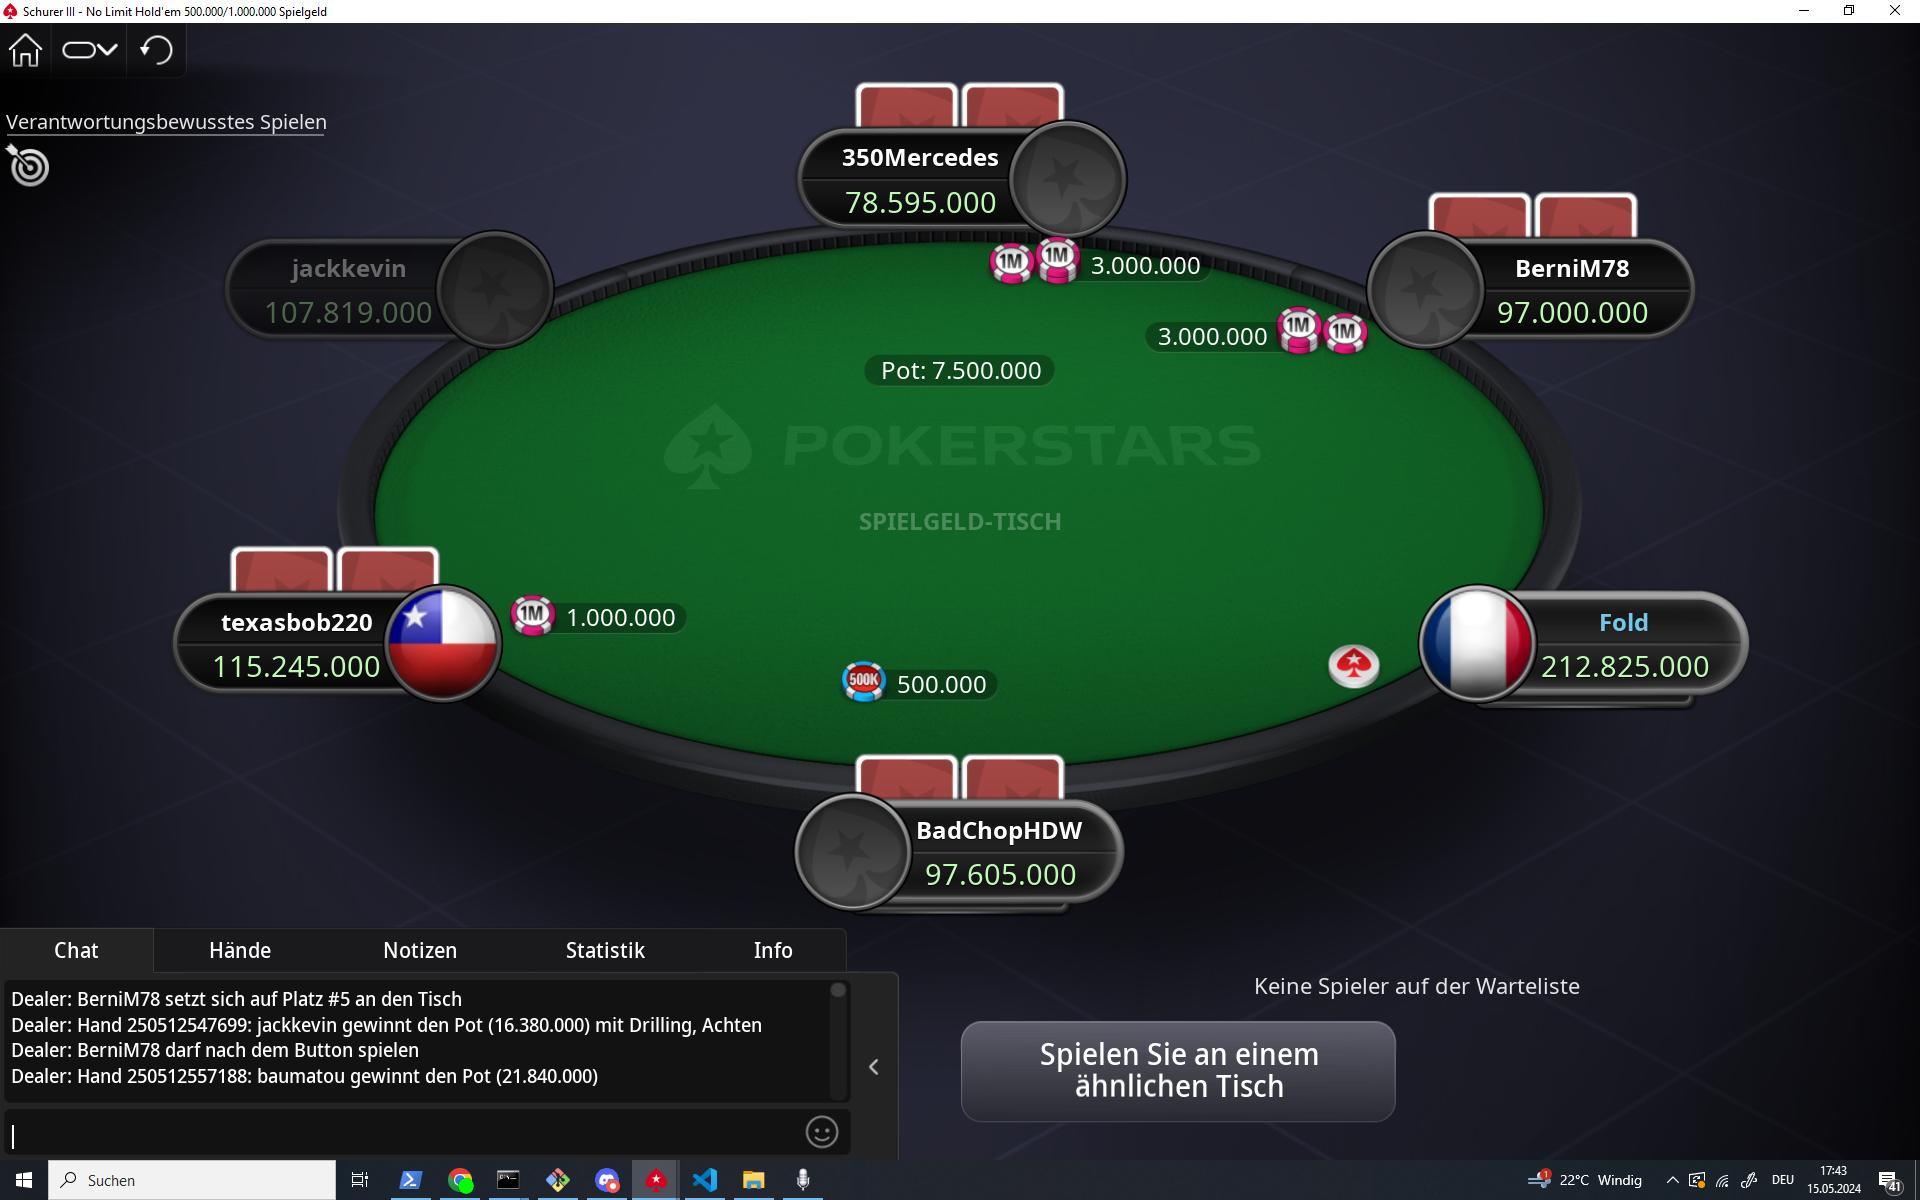 Schurer III - No Limit Hold'em 500.000/1.000.000 Spielgeld
Verantwortungsbewusstes Spielen
350Mercedes
78.595.000
jackkevin
107.819.000
BerniM78
97.000.000
1M 1M 3.000.000
3.000.000 1M 1M
Pot: 7.500.000
POKERSTARS
SPIELGELD-TISCH
texasbob220
115.245.000
1M 1.000.000
Fold
212.825.000
500K 500.000
BadChopHDW
97.605.000
Chat Hände Notizen Statistik Info
Dealer: BerniM78 setzt sich auf Platz #5 an den Tisch
Dealer: Hand 250512547699: jackkevin gewinnt den Pot (16.380.000) mit Drilling, Achten
Dealer: BerniM78 darf nach dem Button spielen
Dealer: Hand 250512557188: baumatou gewinnt den Pot (21.840.000)
Keine Spieler auf der Warteliste
Spielen Sie an einem
ähnlichen Tisch
Suchen
1
22°C Windig
DEU
17:43
15.05.2024
41